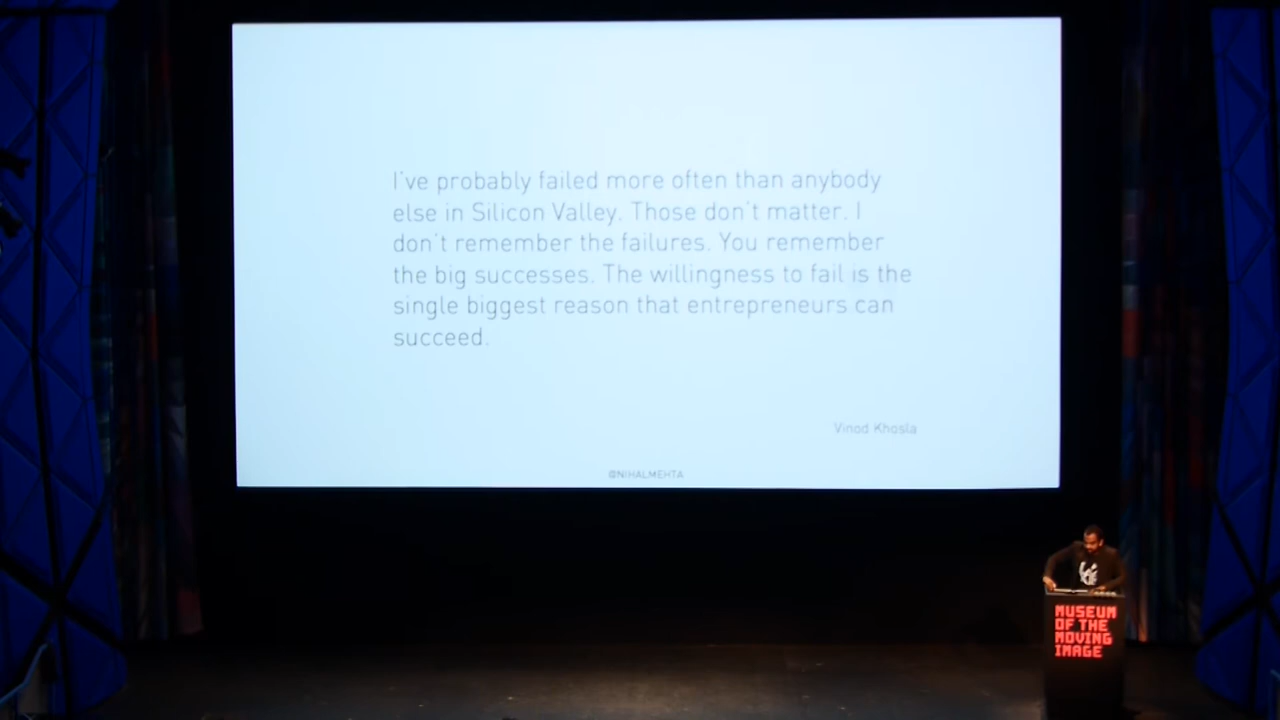 I've probably failed more often than anybody
else in Silicon Valley. Those don't matter. I
don't remember the failures. You remember
the big successes. The willingness to fail is the
single biggest reason that entrepreneurs can
succeed.
Vinod Khosla
@NIHALMEHTA
MUSEUM
OF THE
MOVING
IMAGE